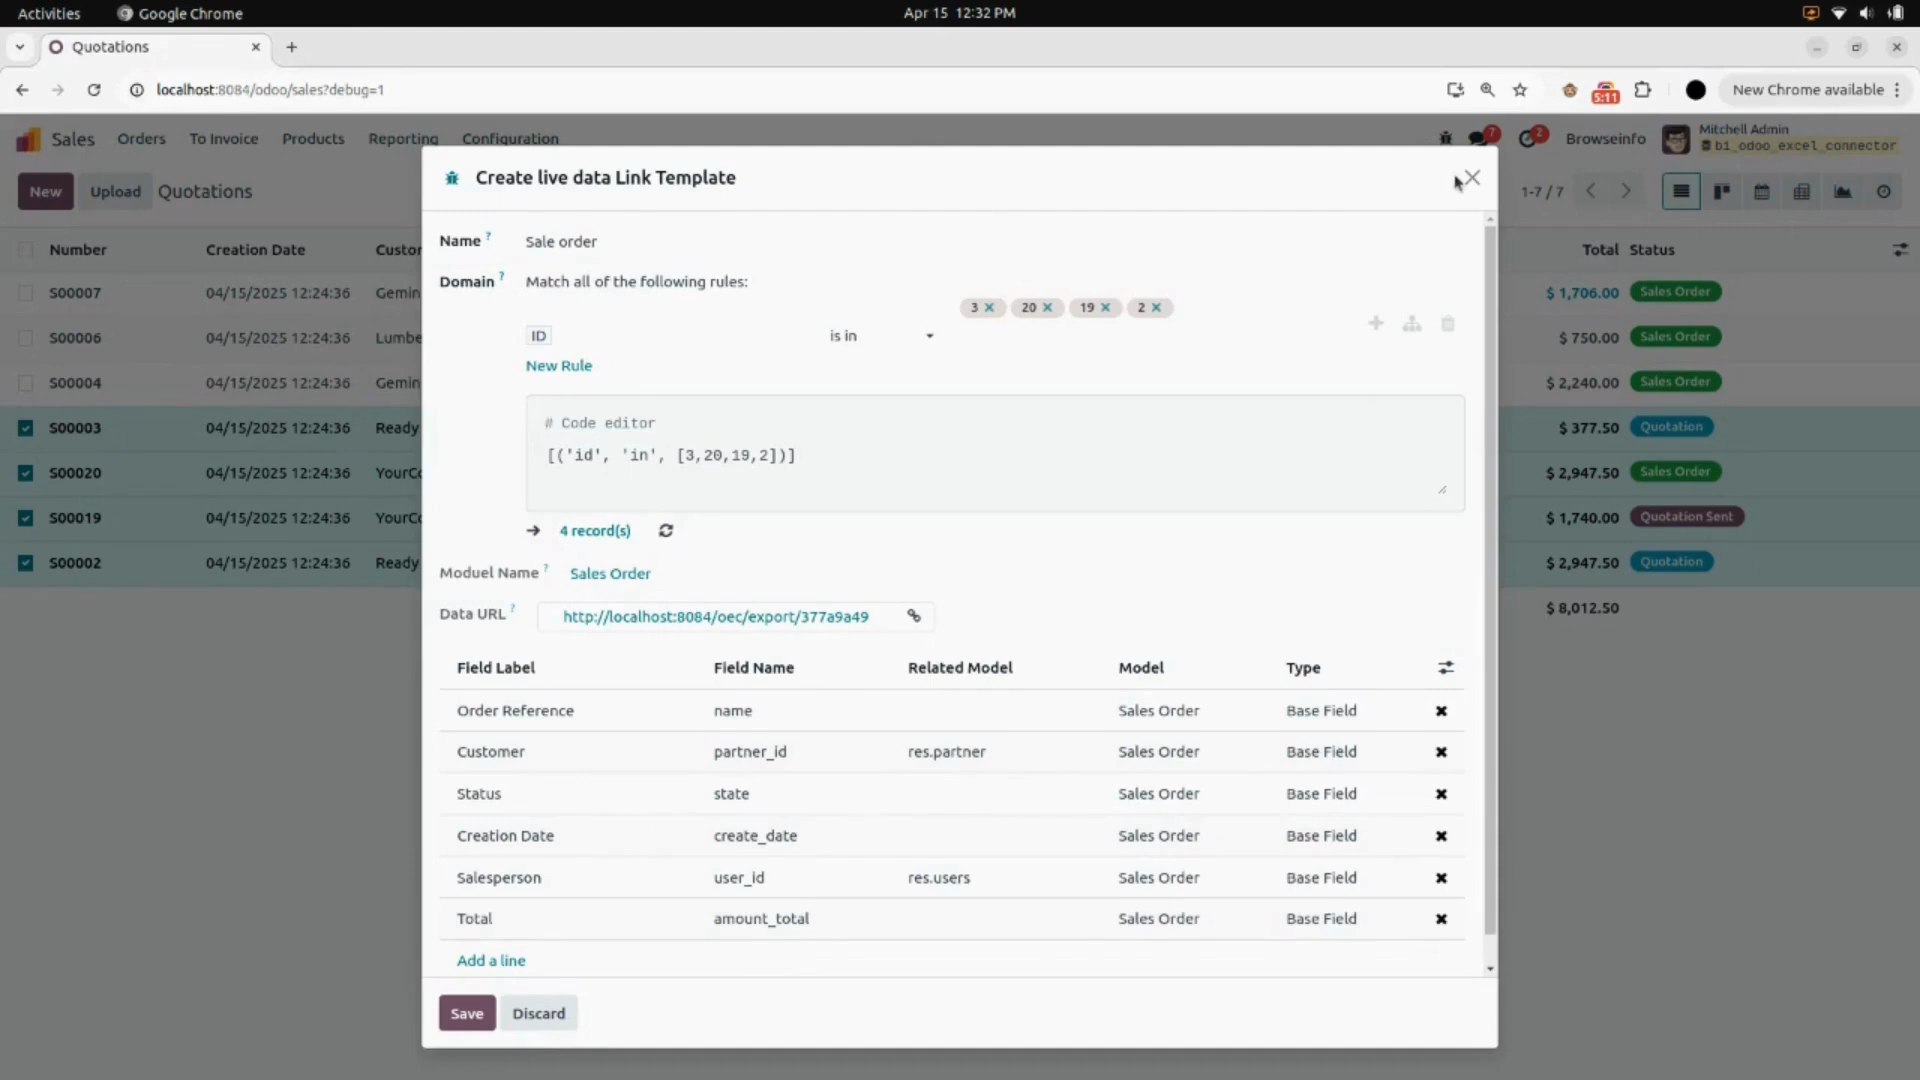 Activities Google Chrome Apr 15 12:32 PM
Quotations
localhost:8084/odoo/sales?debug=1 5:11 New Chrome available
Sales Orders To Invoice Products Reporting Configuration 7 2 Browseinfo Mitchell Admin
bi_odoo_excel_connector
New Upload Quotations 1-7 / 7
Create live data Link Template
Number Creation Date Custor Total Status
S00007 04/15/2025 12:24:36 Gemin $ 1,706.00 Sales Order
S00006 04/15/2025 12:24:36 Lumbe $ 750.00 Sales Order
S00004 04/15/2025 12:24:36 Gemin $ 2,240.00 Sales Order
S00003 04/15/2025 12:24:36 Ready $ 377.50 Quotation
S00020 04/15/2025 12:24:36 YourCo $ 2,947.50 Sales Order
S00019 04/15/2025 12:24:36 YourCo $ 1,740.00 Quotation Sent
S00002 04/15/2025 12:24:36 Ready $ 2,947.50 Quotation
$ 8,012.50
Name ? Sale order
Domain ? Match all of the following rules:
3 20 19 2
ID is in
New Rule
# Code editor
[('id', 'in', [3,20,19,2])]
4 record(s)
Moduel Name ? Sales Order
Data URL ? http://localhost:8084/oec/export/377a9a49
Field Label Field Name Related Model Model Type
Order Reference name Sales Order Base Field
Customer partner_id res.partner Sales Order Base Field
Status state Sales Order Base Field
Creation Date create_date Sales Order Base Field
Salesperson user_id res.users Sales Order Base Field
Total amount_total Sales Order Base Field
Add a line
Save Discard